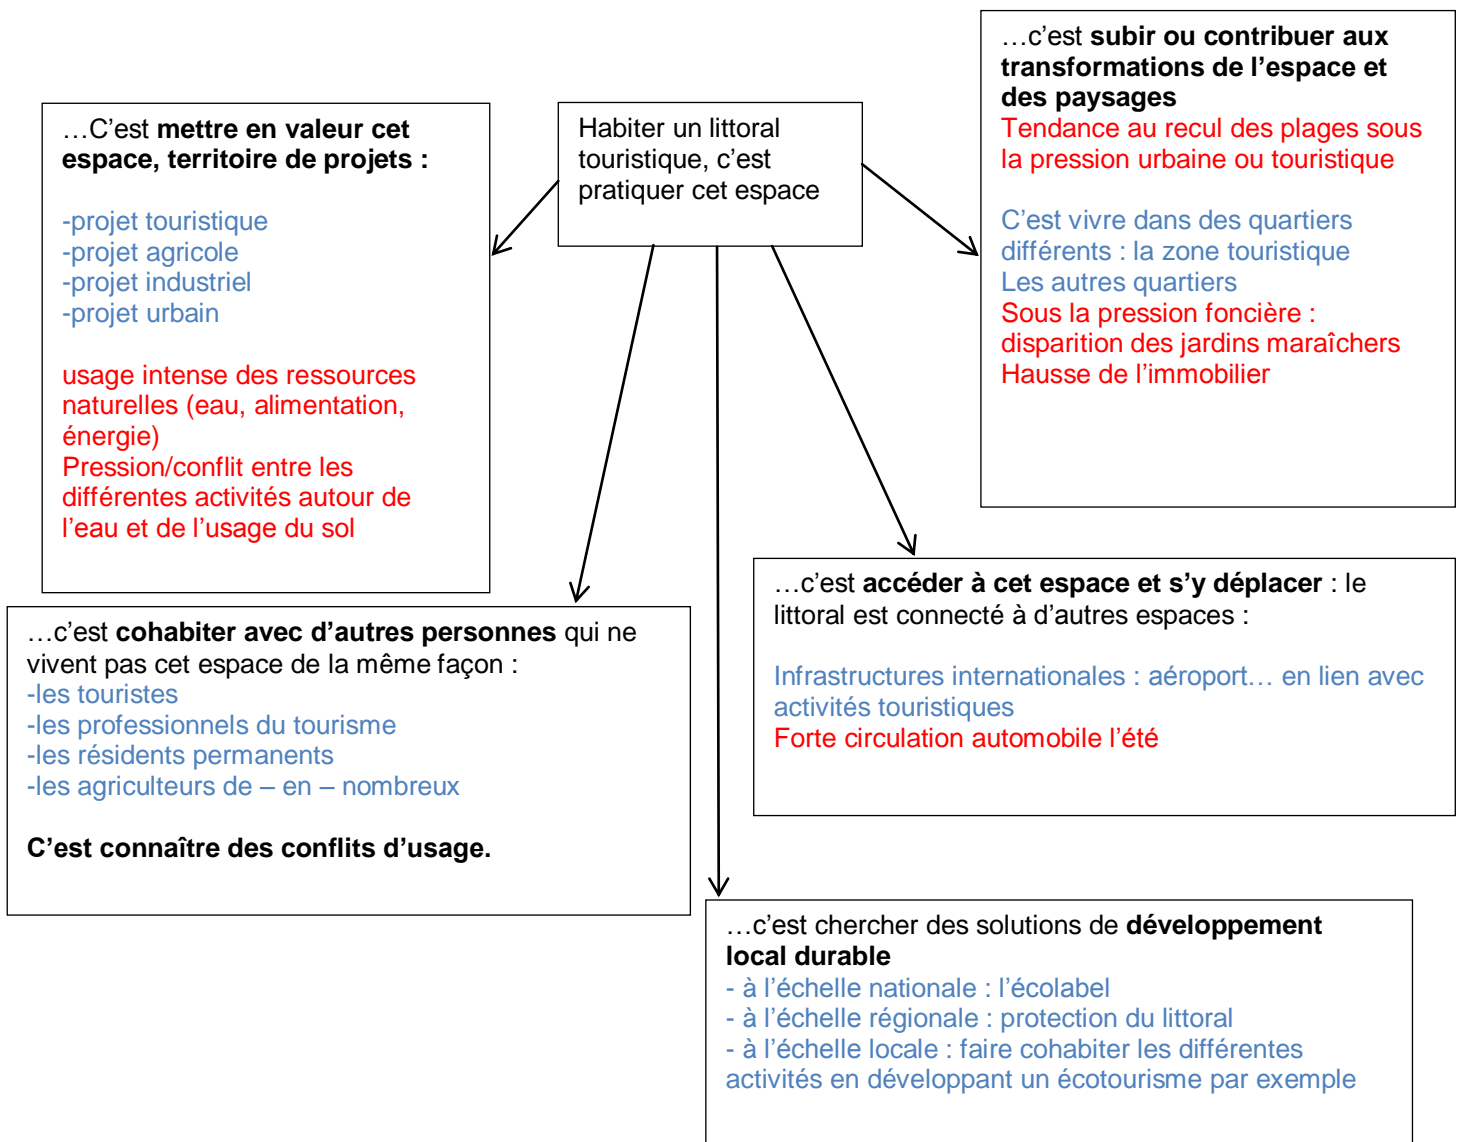 Habiter un littoral
touristique, c’est
pratiquer cet espace
…C’est mettre en valeur cet
espace, territoire de projets :
-projet touristique
-projet agricole
-projet industriel
-projet urbain
usage intense des ressources
naturelles (eau, alimentation,
énergie)
Pression/conflit entre les
différentes activités autour de
l’eau et de l’usage du sol
…c’est subir ou contribuer aux
transformations de l’espace et
des paysages
Tendance au recul des plages sous
la pression urbaine ou touristique
C’est vivre dans des quartiers
différents : la zone touristique
Les autres quartiers
Sous la pression foncière :
disparition des jardins maraîchers
Hausse de l’immobilier
…c’est cohabiter avec d’autres personnes qui ne
vivent pas cet espace de la même façon :
-les touristes
-les professionnels du tourisme
-les résidents permanents
-les agriculteurs de – en – nombreux
C’est connaître des conflits d’usage.
…c’est accéder à cet espace et s’y déplacer : le
littoral est connecté à d’autres espaces :
Infrastructures internationales : aéroport… en lien avec
activités touristiques
Forte circulation automobile l’été
…c’est chercher des solutions de développement
local durable
- à l’échelle nationale : l’écolabel
- à l’échelle régionale : protection du littoral
- à l’échelle locale : faire cohabiter les différentes
activités en développant un écotourisme par exemple